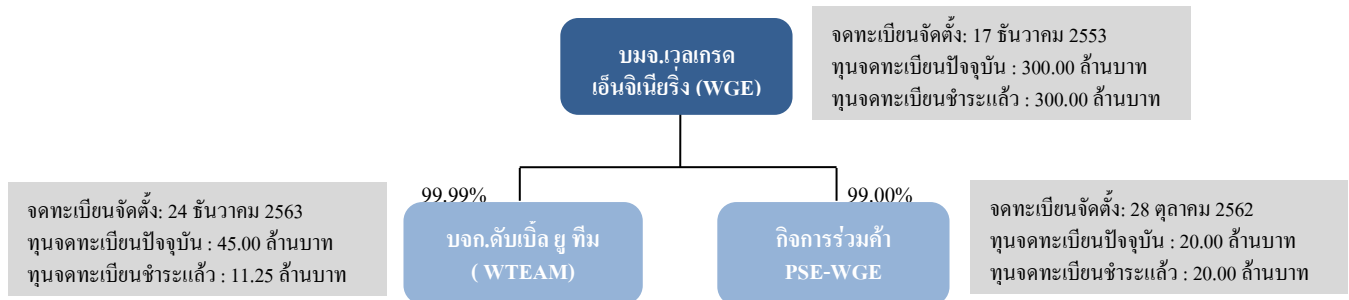 บมจ.เวลเกรด
เอ็นจิเนียริ่ง (WGE)
จดทะเบียนจัดตั้ง: 17 ธันวาคม 2553
ทุนจดทะเบียนปัจจุบัน : 300.00 ล้านบาท
ทุนจดทะเบียนชำระแล้ว : 300.00 ล้านบาท
จดทะเบียนจัดตั้ง: 24 ธันวาคม 2563
ทุนจดทะเบียนปัจจุบัน : 45.00 ล้านบาท
ทุนจดทะเบียนชำระแล้ว : 11.25 ล้านบาท
99.99%
บจก.ดับเบิ้ล ยู ทีม
( WTEAM)
99.00%
กิจการร่วมค้า
PSE-WGE
จดทะเบียนจัดตั้ง: 28 ตุลาคม 2562
ทุนจดทะเบียนปัจจุบัน : 20.00 ล้านบาท
ทุนจดทะเบียนชำระแล้ว : 20.00 ล้านบาท